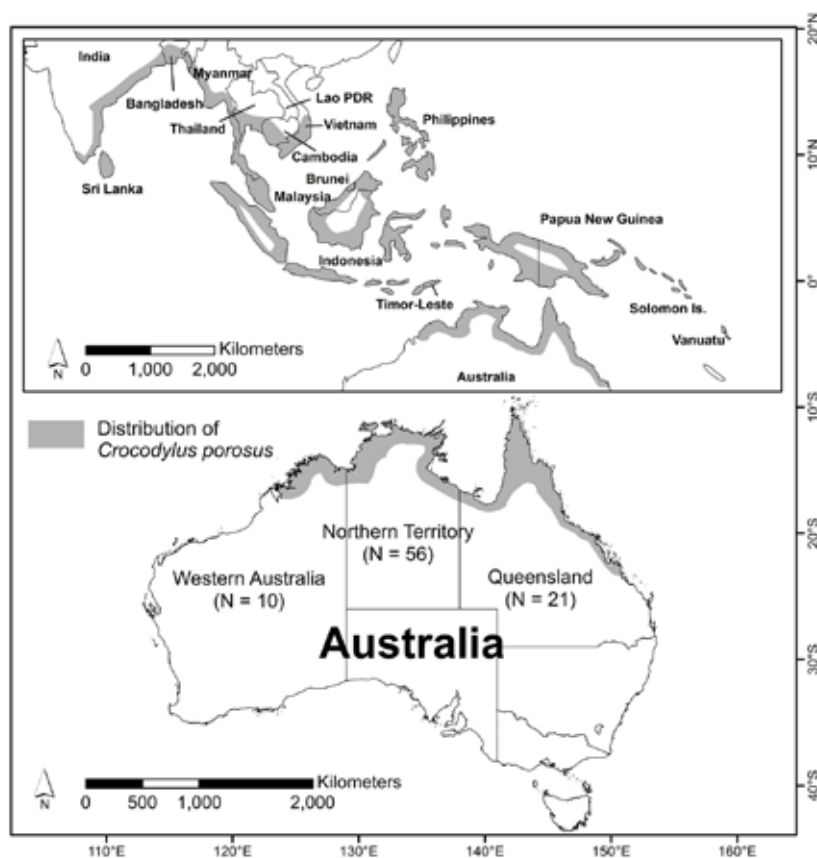 India
Myanmar
Bangladesh
Lao PDR
Thailand
Vietnam
Philippines
Cambodia
Sri Lanka
Brunei
Malaysia
Papua New Guinea
Indonesia
Timor-Leste
Solomon Is.
Vanuatu
Kilometers
N
0 1,000 2,000
Australia
Distribution of
Crocodylus porosus
Northern Territory
(N = 56)
Western Australia
(N = 10)
Queensland
(N = 21)
Australia
Kilometers
N
0 500 1,000 2,000
20°N
10°N
0°
10°S
20°S
30°S
40°S
110°E 120°E 130°E 140°E 150°E 160°E